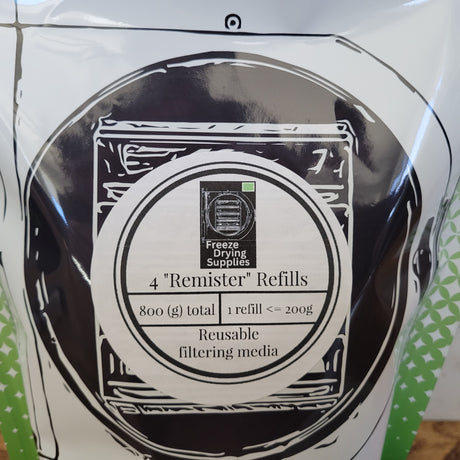 Freeze
Drying
Supplies
4 "Remister" Refills
800 (g) total 1 refill <= 200g
Reusable
filtering media